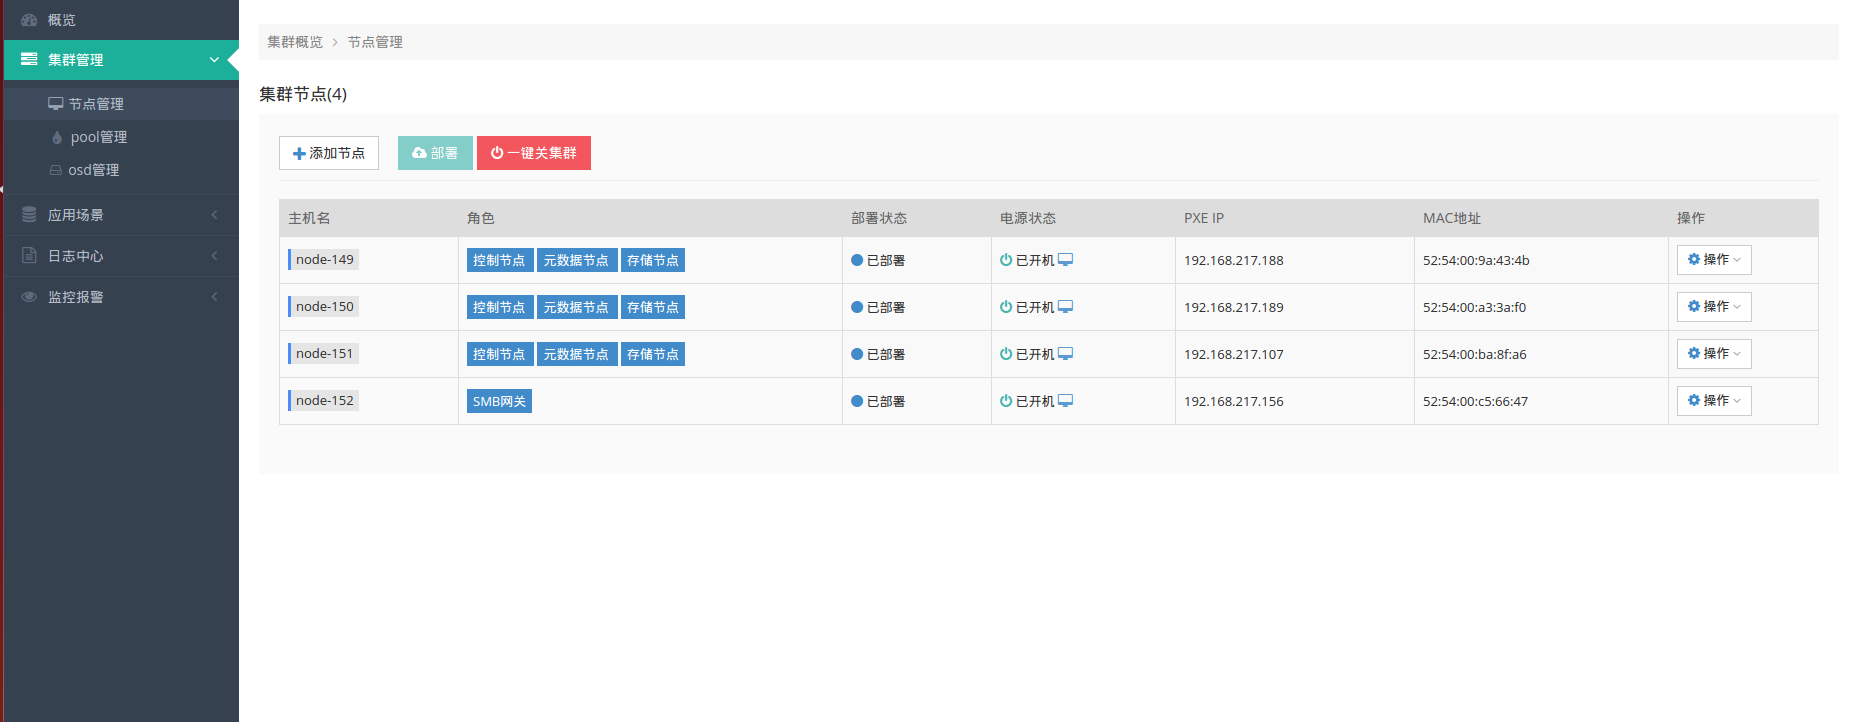 概览
集群管理
节点管理
pool管理
osd管理
应用场景
日志中心
监控报警
集群概览 > 节点管理
集群节点(4)
添加节点 部署 一键关集群
主机名 角色 部署状态 电源状态 PXE IP MAC地址 操作
node-149 控制节点 元数据节点 存储节点 已部署 已开机 192.168.217.188 52:54:00:9a:43:4b 操作
node-150 控制节点 元数据节点 存储节点 已部署 已开机 192.168.217.189 52:54:00:a3:3a:f0 操作
node-151 控制节点 元数据节点 存储节点 已部署 已开机 192.168.217.107 52:54:00:ba:8f:a6 操作
node-152 SMB网关 已部署 已开机 192.168.217.156 52:54:00:c5:66:47 操作